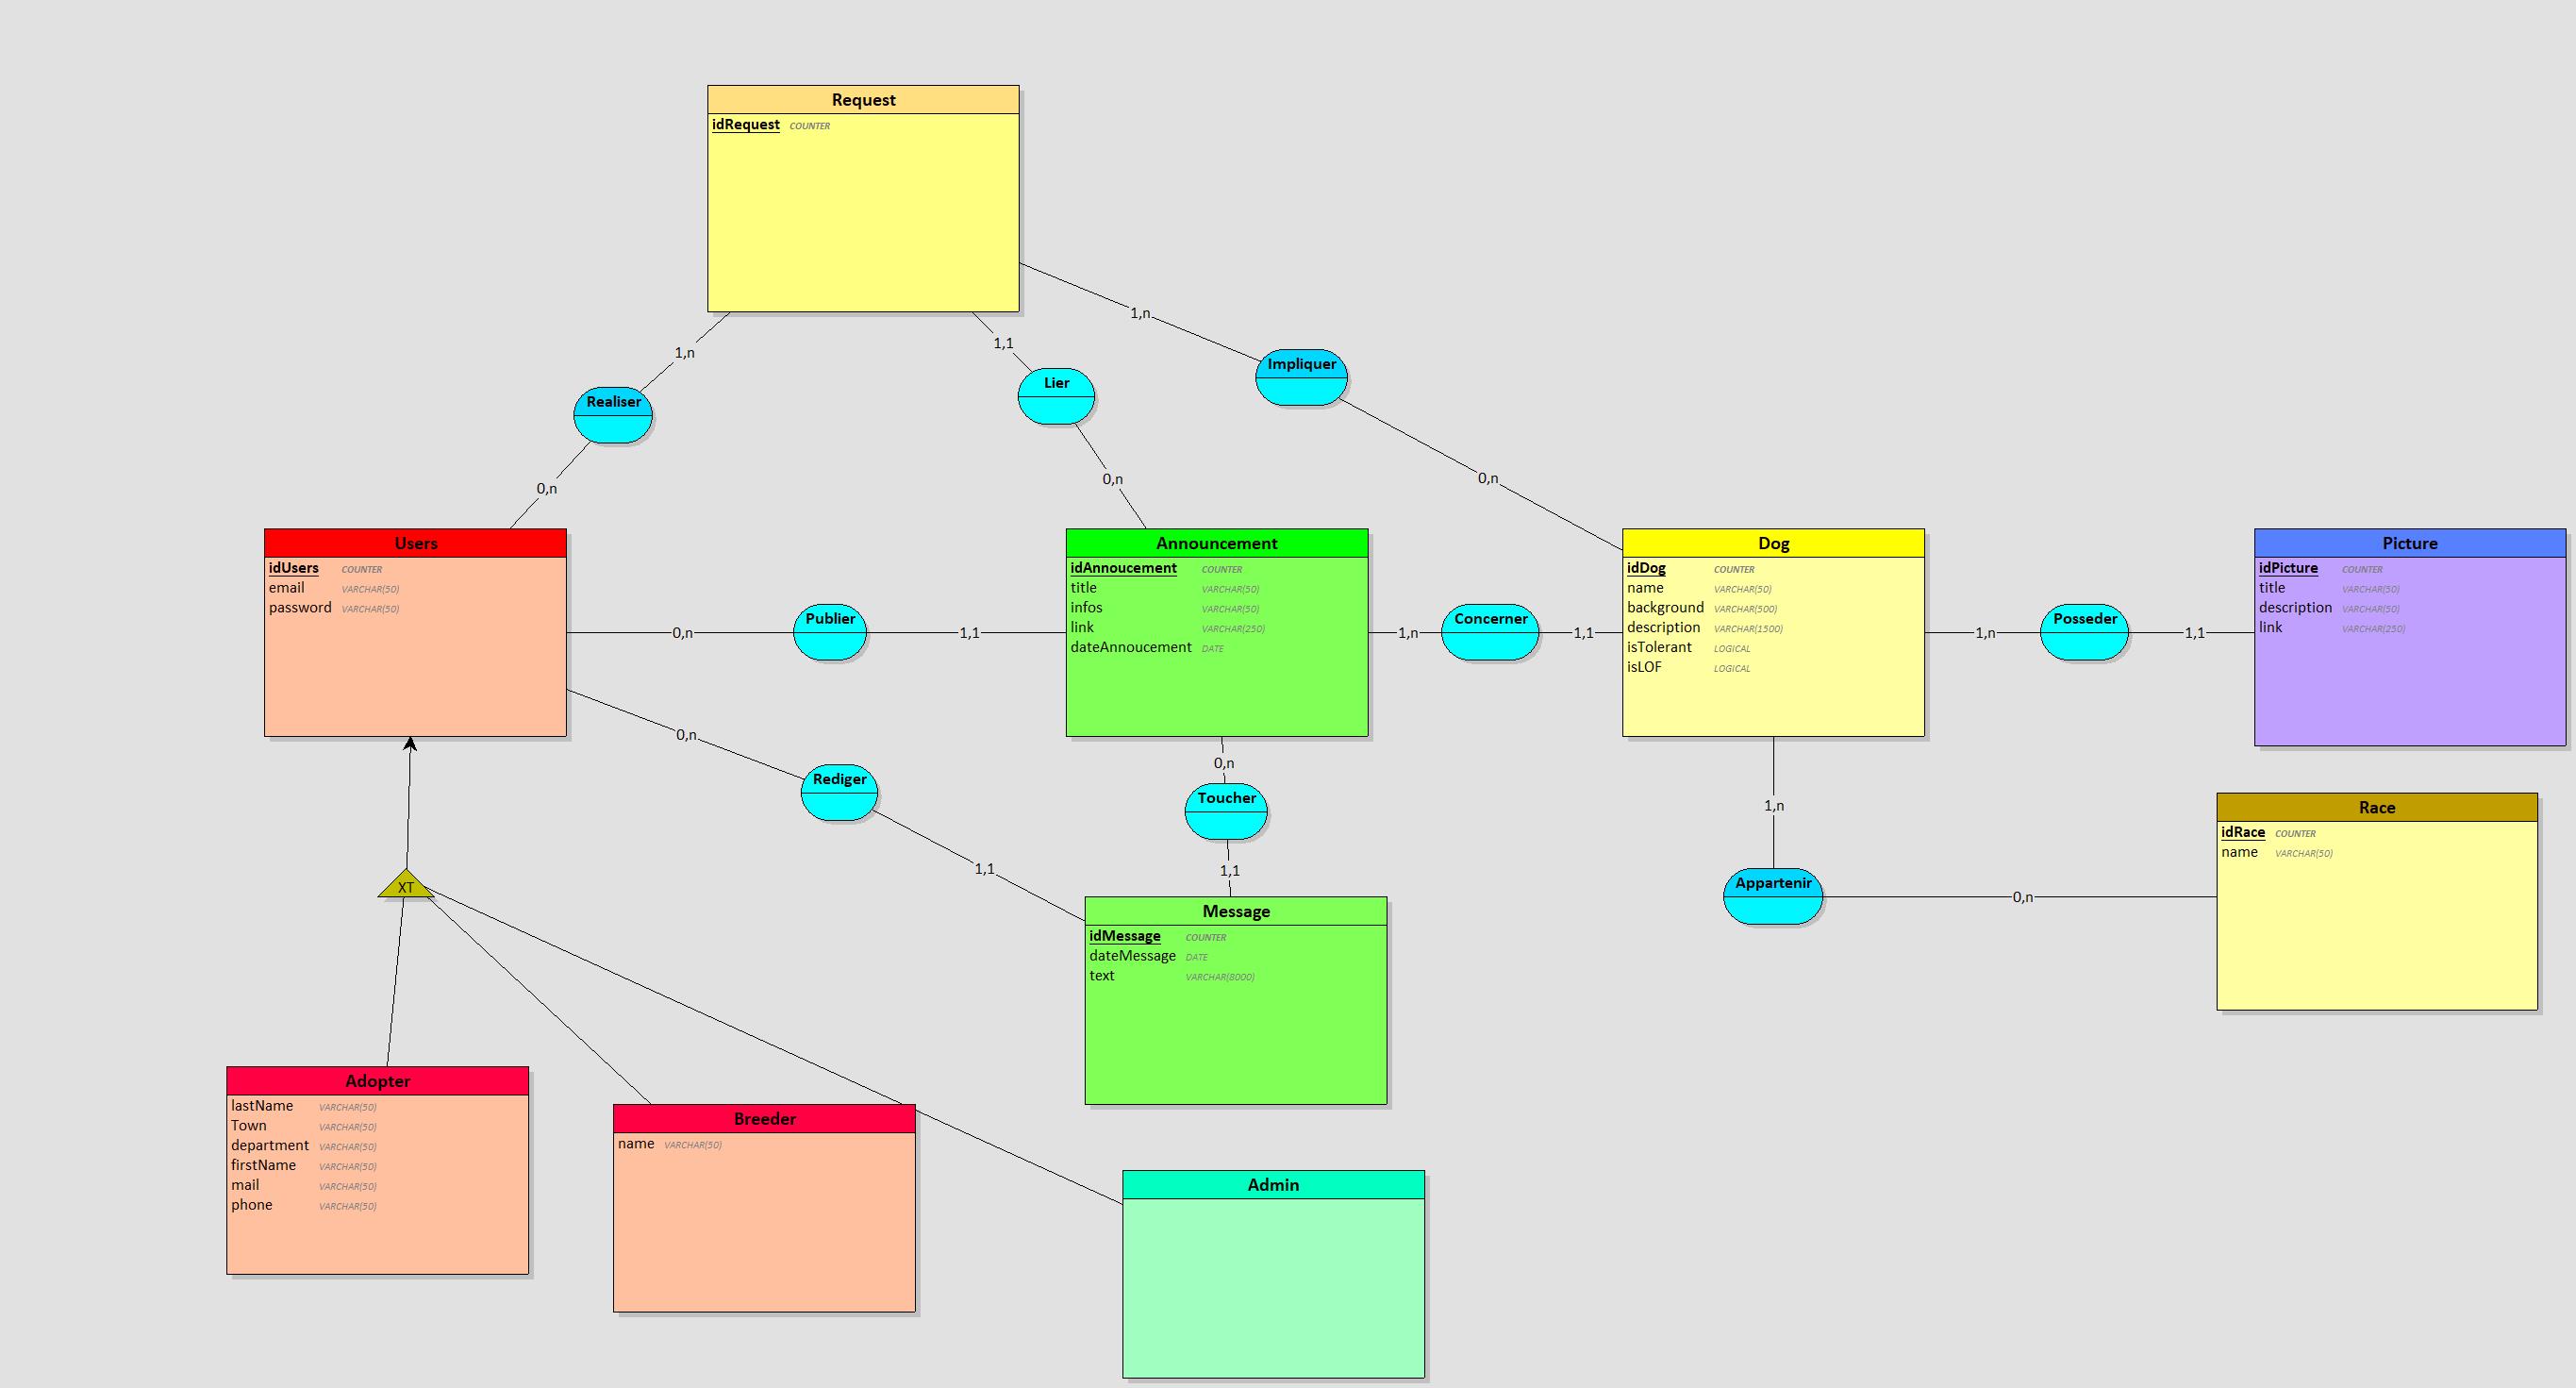 Request
idRequest COUNTER
1,n
1,1
1,n
Impliquer
Lier
Realiser
0,n
0,n
0,n
Users
idUsers COUNTER
email VARCHAR(50)
password VARCHAR(50)
0,n
Publier
1,1
Announcement
idAnnoucement COUNTER
title VARCHAR(50)
infos VARCHAR(50)
link VARCHAR(250)
dateAnnoucement DATE
1,n
Concerner
1,1
Dog
idDog COUNTER
name VARCHAR(50)
background VARCHAR(500)
description VARCHAR(1500)
isTolerant LOGICAL
isLOF LOGICAL
1,n
Posseder
1,1
Picture
idPicture COUNTER
title VARCHAR(50)
description VARCHAR(50)
link VARCHAR(250)
0,n
Rediger
1,1
0,n
Toucher
1,1
1,n
Appartenir
0,n
Race
idRace COUNTER
name VARCHAR(50)
XT
Message
idMessage COUNTER
dateMessage DATE
text VARCHAR(8000)
Adopter
lastName VARCHAR(50)
Town VARCHAR(50)
department VARCHAR(50)
firstName VARCHAR(50)
mail VARCHAR(50)
phone VARCHAR(50)
Breeder
name VARCHAR(50)
Admin